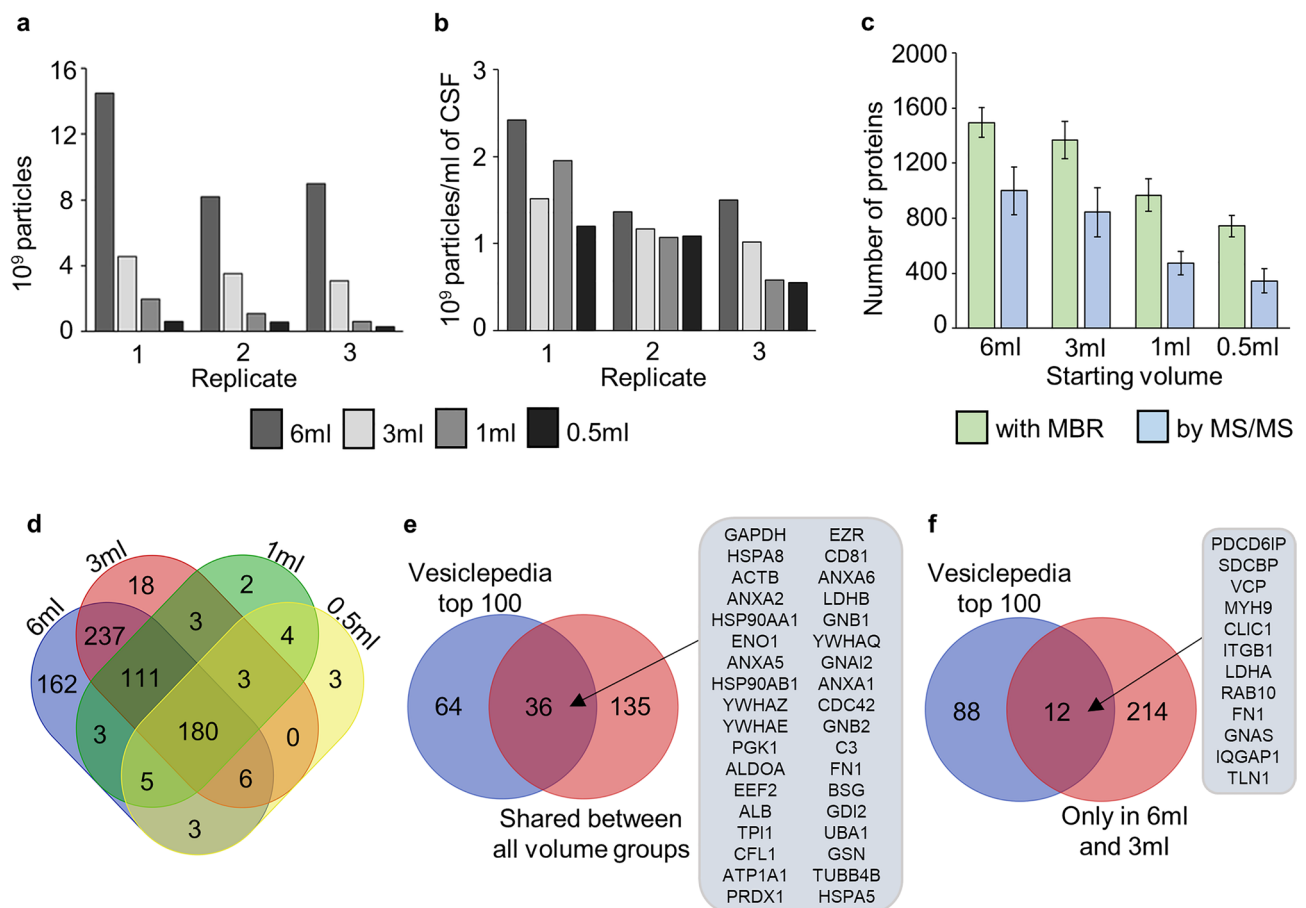 a
16
12
8
4
0
10⁹ particles
1 2 3
Replicate
b
3
2
1
0
10⁹ particles/ml of CSF
1 2 3
Replicate
6ml 3ml 1ml 0.5ml
c
2000
1600
1200
800
400
0
Number of proteins
6ml 3ml 1ml 0.5ml
Starting volume
with MBR by MS/MS
d
6ml
3ml
1ml
0.5ml
18 2
237 3 4
162 111 3 3
3 180 0
5 6
3
e
Vesiclepedia
top 100
64 36 135
Shared between
all volume groups
GAPDH EZR
HSPA8 CD81
ACTB ANXA6
ANXA2 LDHB
HSP90AA1 GNB1
ENO1 YWHAQ
ANXA5 GNAI2
HSP90AB1 ANXA1
YWHAZ CDC42
YWHAE GNB2
PGK1 C3
ALDOA FN1
EEF2 BSG
ALB GDI2
TPI1 UBA1
CFL1 GSN
ATP1A1 TUBB4B
PRDX1 HSPA5
f
Vesiclepedia
top 100
88 12 214
Only in 6ml
and 3ml
PDCD6IP
SDCBP
VCP
MYH9
CLIC1
ITGB1
LDHA
RAB10
FN1
GNAS
IQGAP1
TLN1